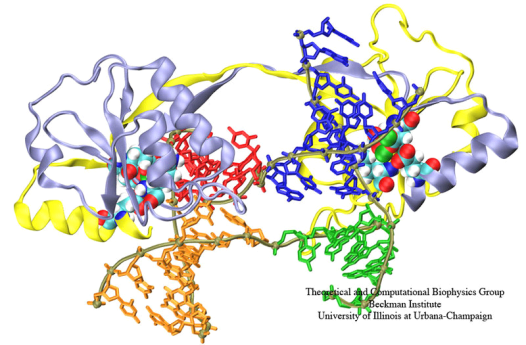 Theoretical and Computational Biophysics Group
Beckman Institute
University of Illinois at Urbana-Champaign